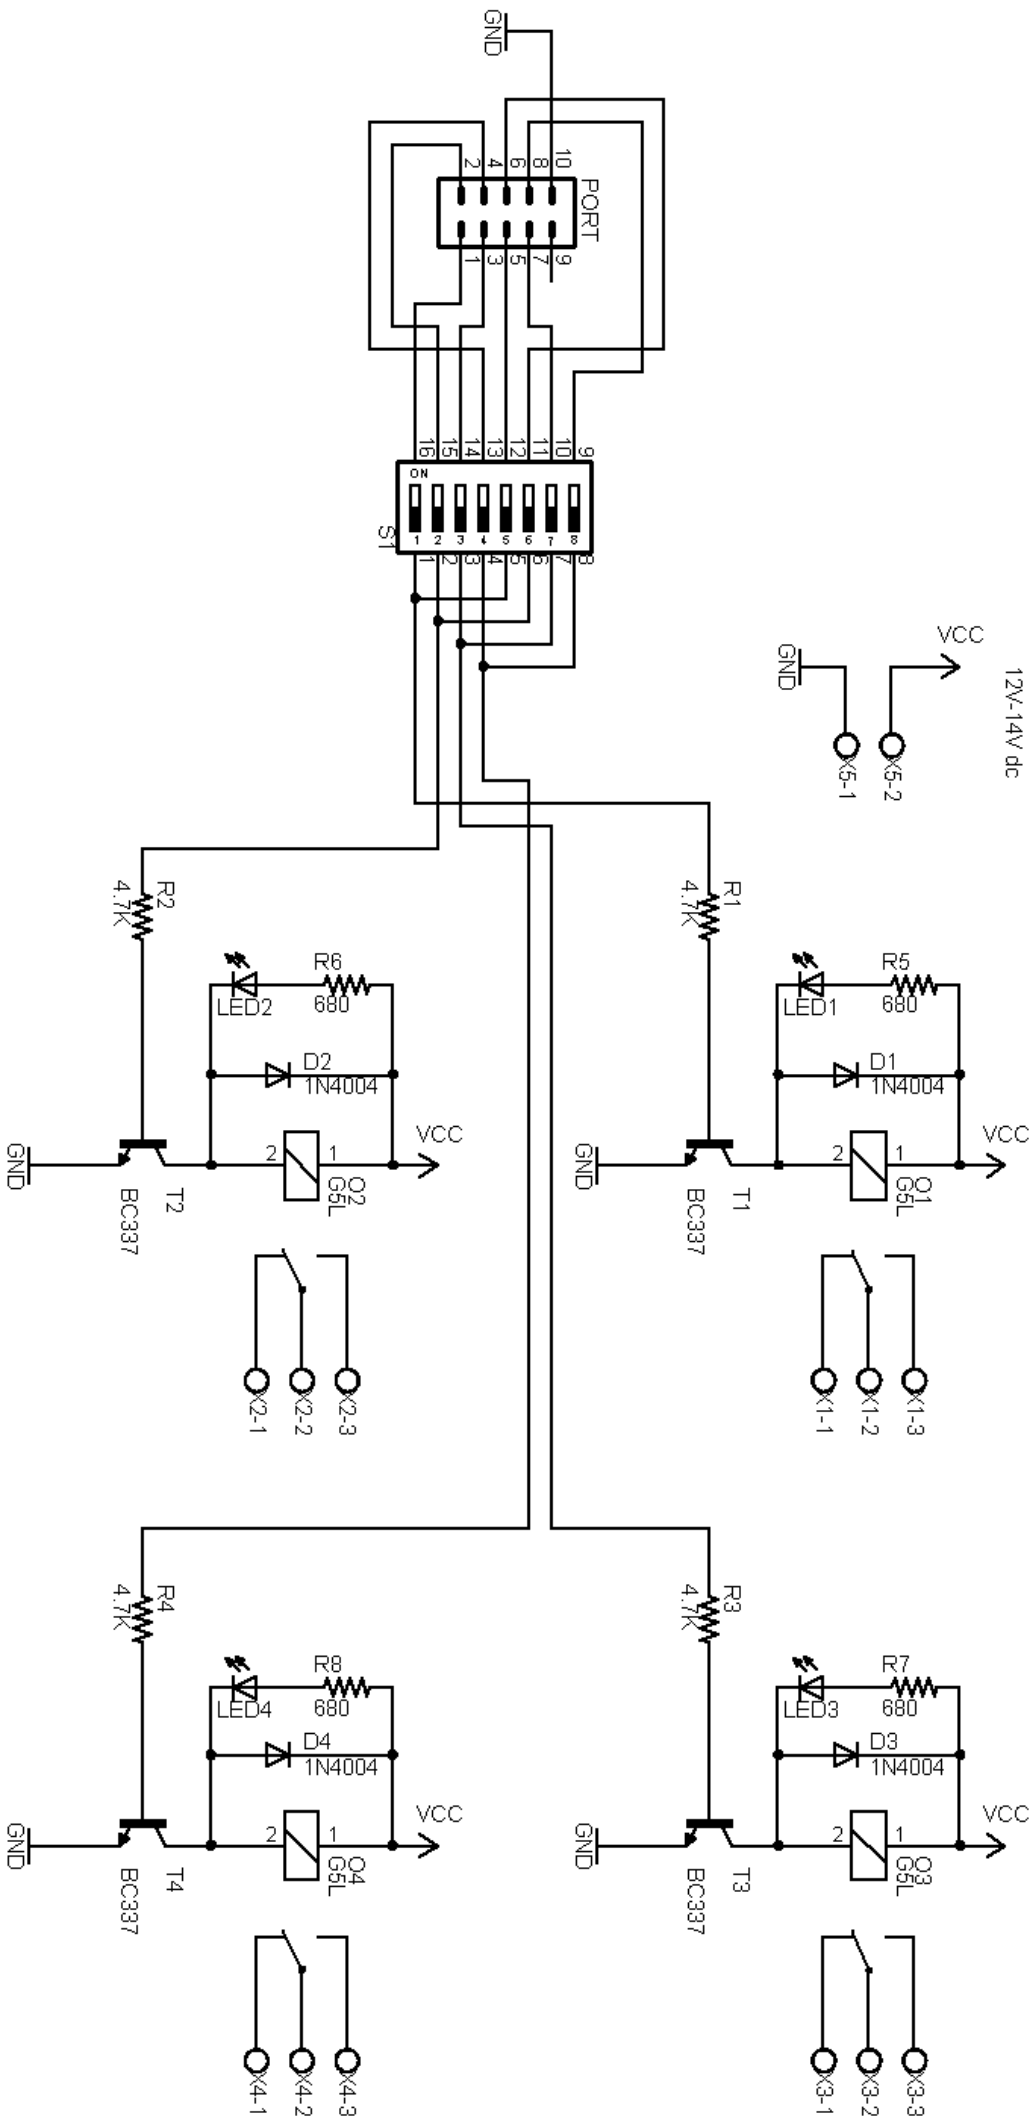 GND
10
8
6
4
2
PORT
9
7
5
3
1
16
15
14
13
12
11
10
9
ON
1
2
3
4
5
6
7
8
S1
1
2
3
4
5
6
7
8
VCC
12V-14V dc
GND
X5-1
X5-2
R2
4.7K
R1
4.7K
R6
680
LED2
D2
1N4004
VCC
2
1
O2
G5L
GND
T2
BC337
X2-1
X2-2
X2-3
R5
680
LED1
D1
1N4004
VCC
2
1
O1
G5L
GND
T1
BC337
X1-1
X1-2
X1-3
R4
4.7K
R3
4.7K
R8
680
LED4
D4
1N4004
VCC
2
1
O4
G5L
GND
T4
BC337
X4-1
X4-2
X4-3
R7
680
LED3
D3
1N4004
VCC
2
1
O3
G5L
GND
T3
BC337
X3-1
X3-2
X3-3